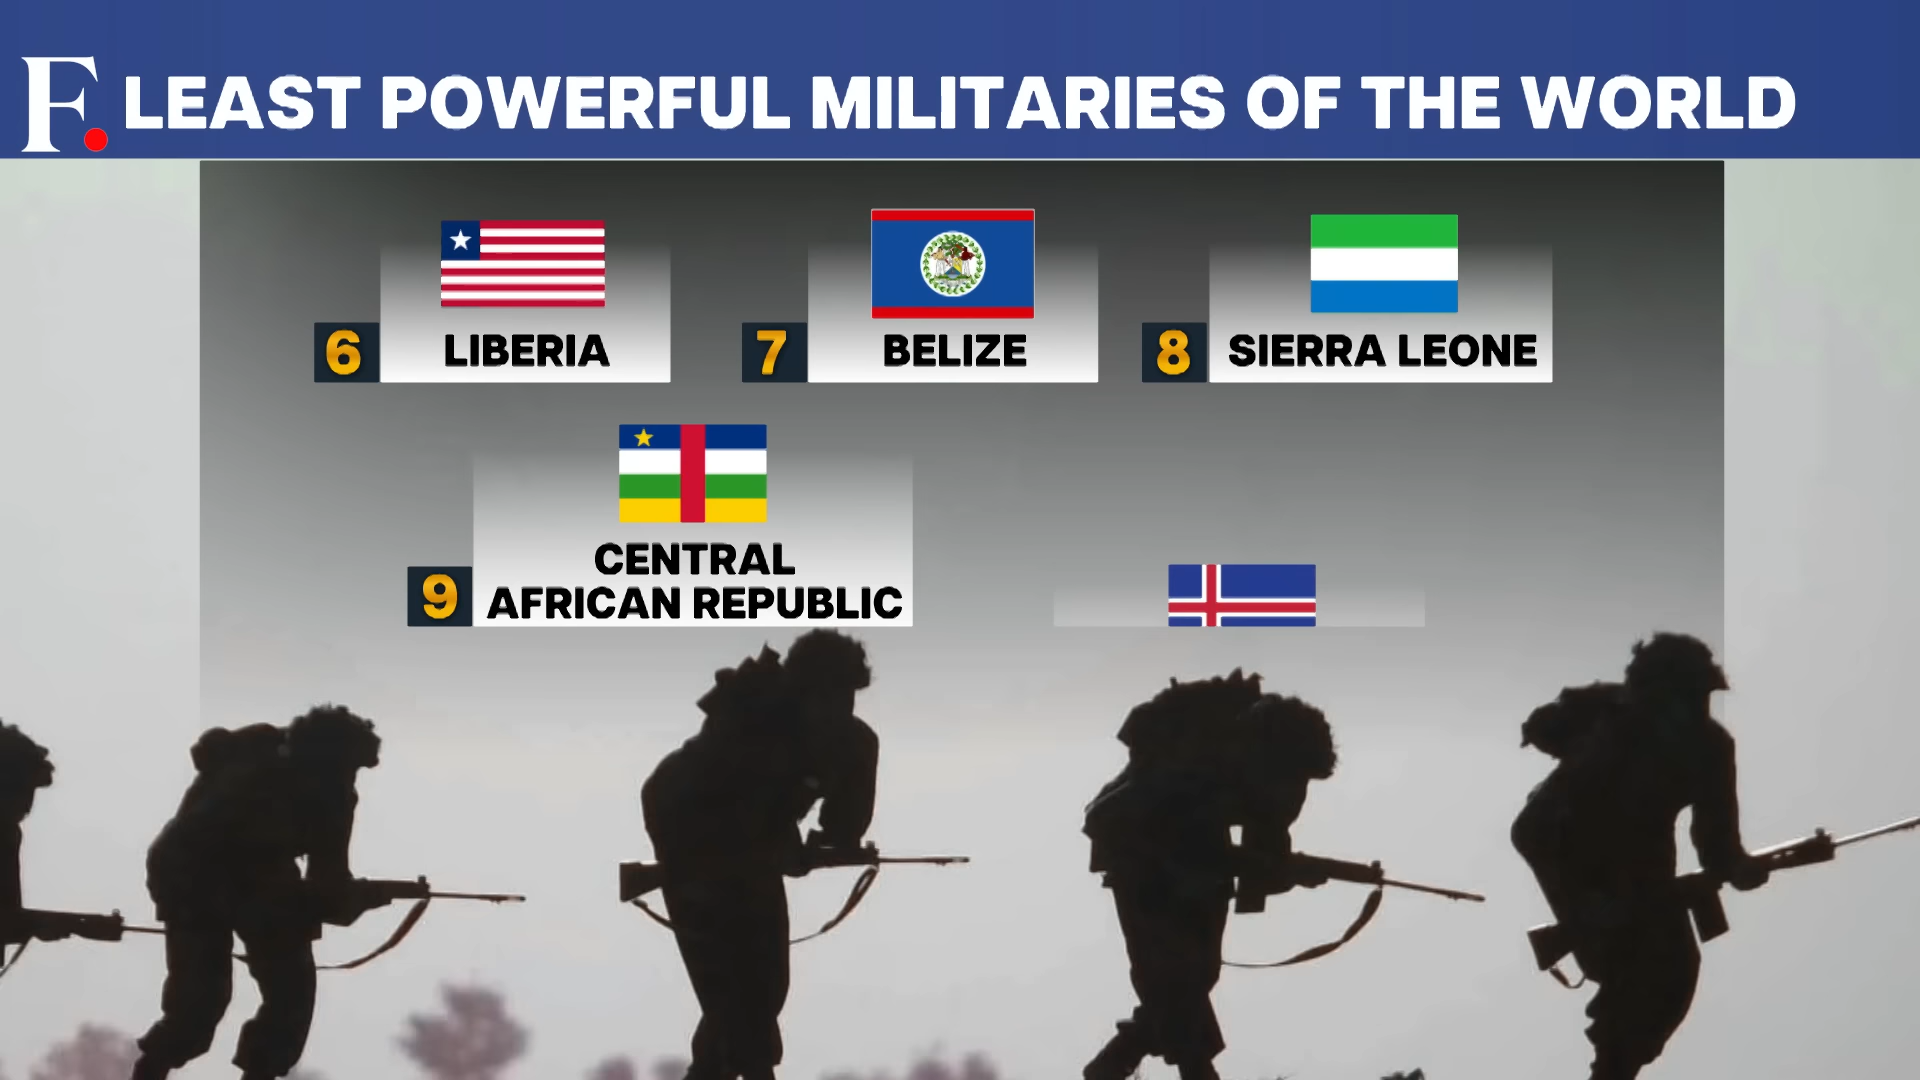 F.
LEAST POWERFUL MILITARIES OF THE WORLD
6
LIBERIA
7
BELIZE
8
SIERRA LEONE
9
CENTRAL
AFRICAN REPUBLIC